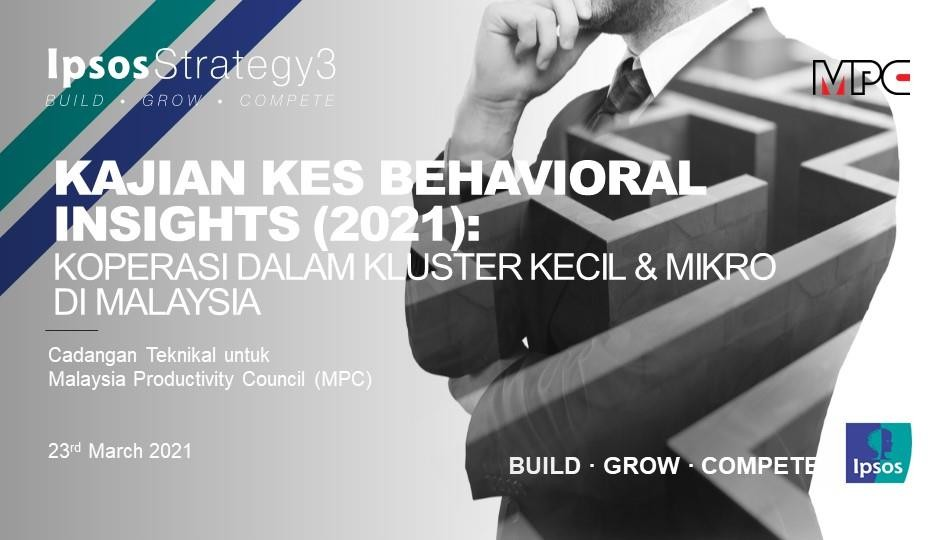 IpsosStrategy3
BUILD • GROW • COMPETE
MPC
KAJIAN KES BEHAVIORAL
INSIGHTS (2021):
KOPERASI DALAM KLUSTER KECIL & MIKRO
DI MALAYSIA
Cadangan Teknikal untuk
Malaysia Productivity Council (MPC)
23rd March 2021
BUILD · GROW · COMPETE
Ipsos